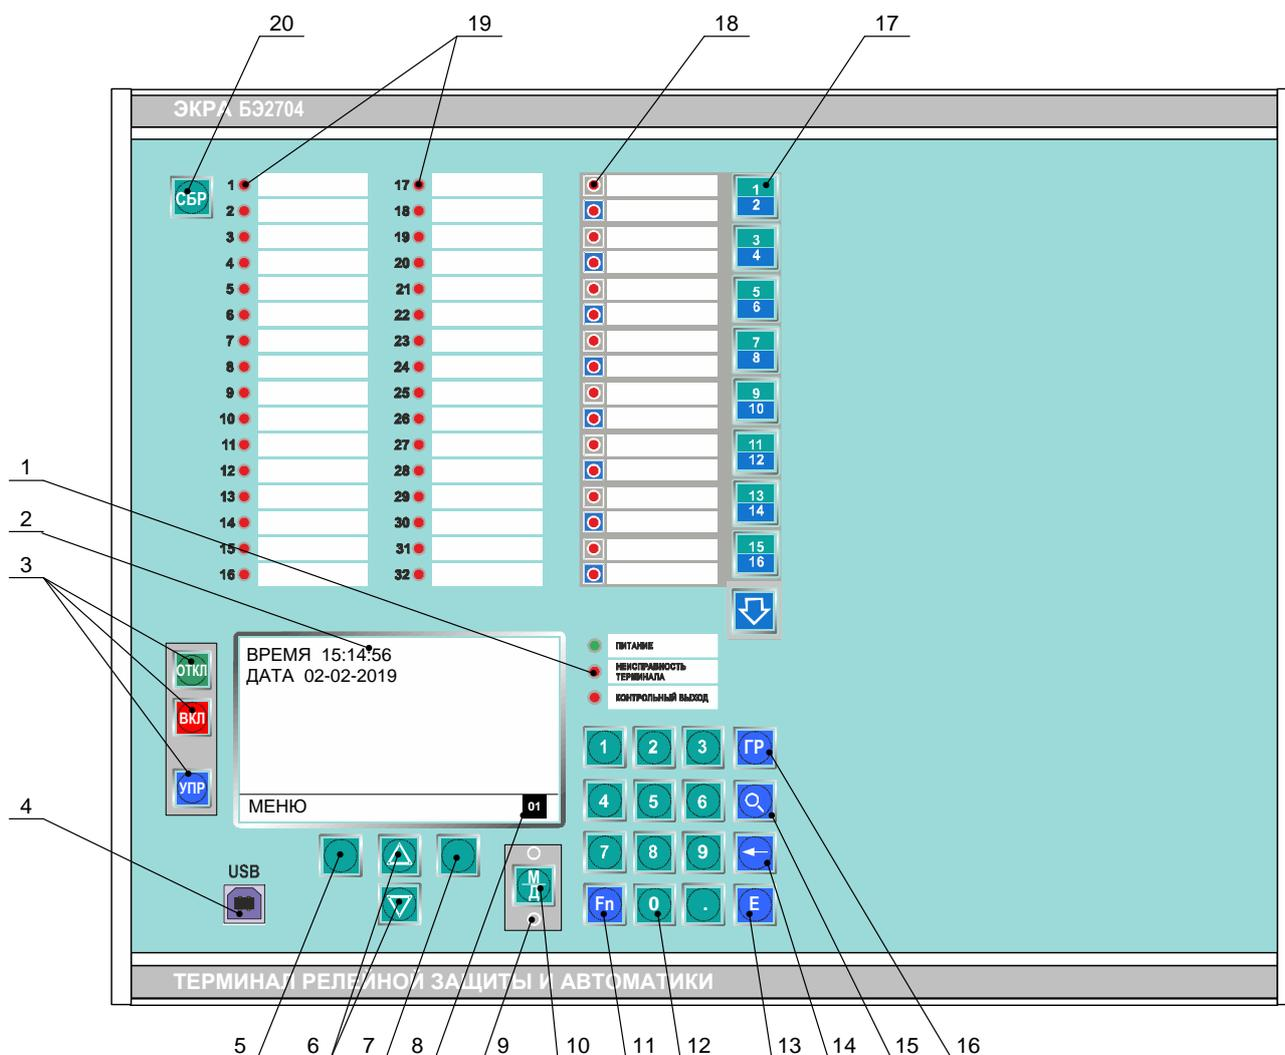 20 19 18 17
ЭКРА БЭ2704
СБР
1 17
2 18
3 19
4 20
5 21
6 22
7 23
8 24
9 25
10 26
11 27
12 28
13 29
14 30
15 31
16 32
1
2
3
4
5
6
7
8
9
10
11
12
13
14
15
16
1
2
3
4
ОТКЛ
ВКЛ
УПР
ВРЕМЯ 15:14:56
ДАТА 02-02-2019
МЕНЮ 01
ПИТАНИЕ
НЕИСПРАВНОСТЬ
ТЕРМИНАЛА
КОНТРОЛЬНЫЙ ВЫХОД
USB
М
Д
1 2 3 ГР
4 5 6
7 8 9
Fn 0 . E
ТЕРМИНАЛ РЕЛЕЙНОЙ ЗАЩИТЫ И АВТОМАТИКИ
5 6 7 8 9 10 11 12 13 14 15 16